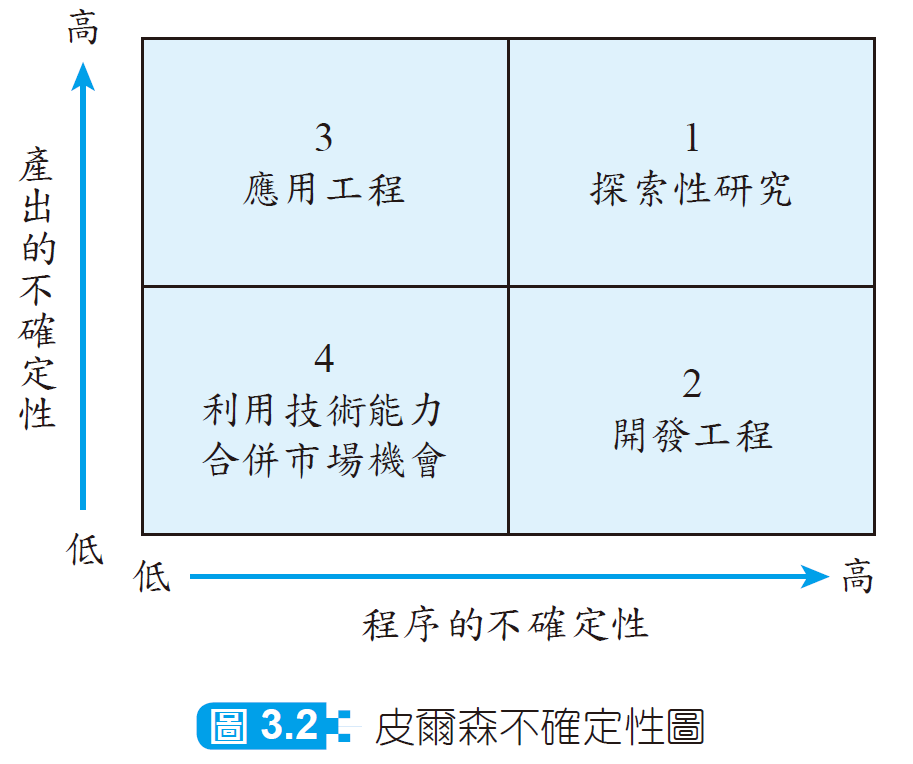 高
產出的不確定性
3
應用工程
1
探索性研究
4
利用技術能力
合併市場機會
2
開發工程
低
低
高
程序的不確定性
圖 3.2 皮爾森不確定性圖